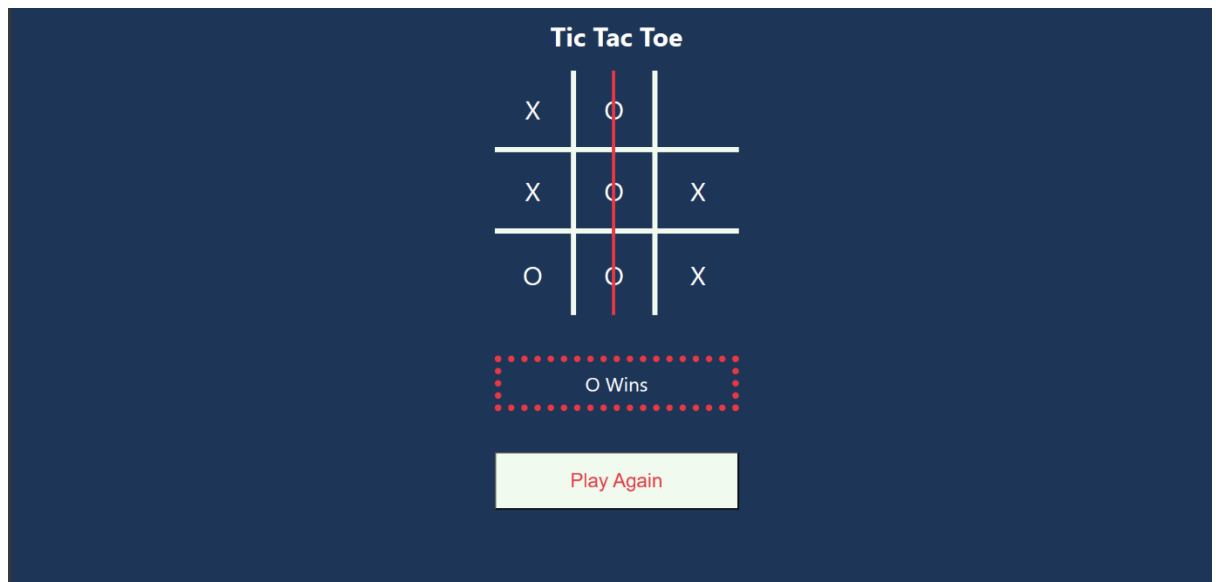 Tic Tac Toe
X O
X O X
O O X
O Wins
Play Again